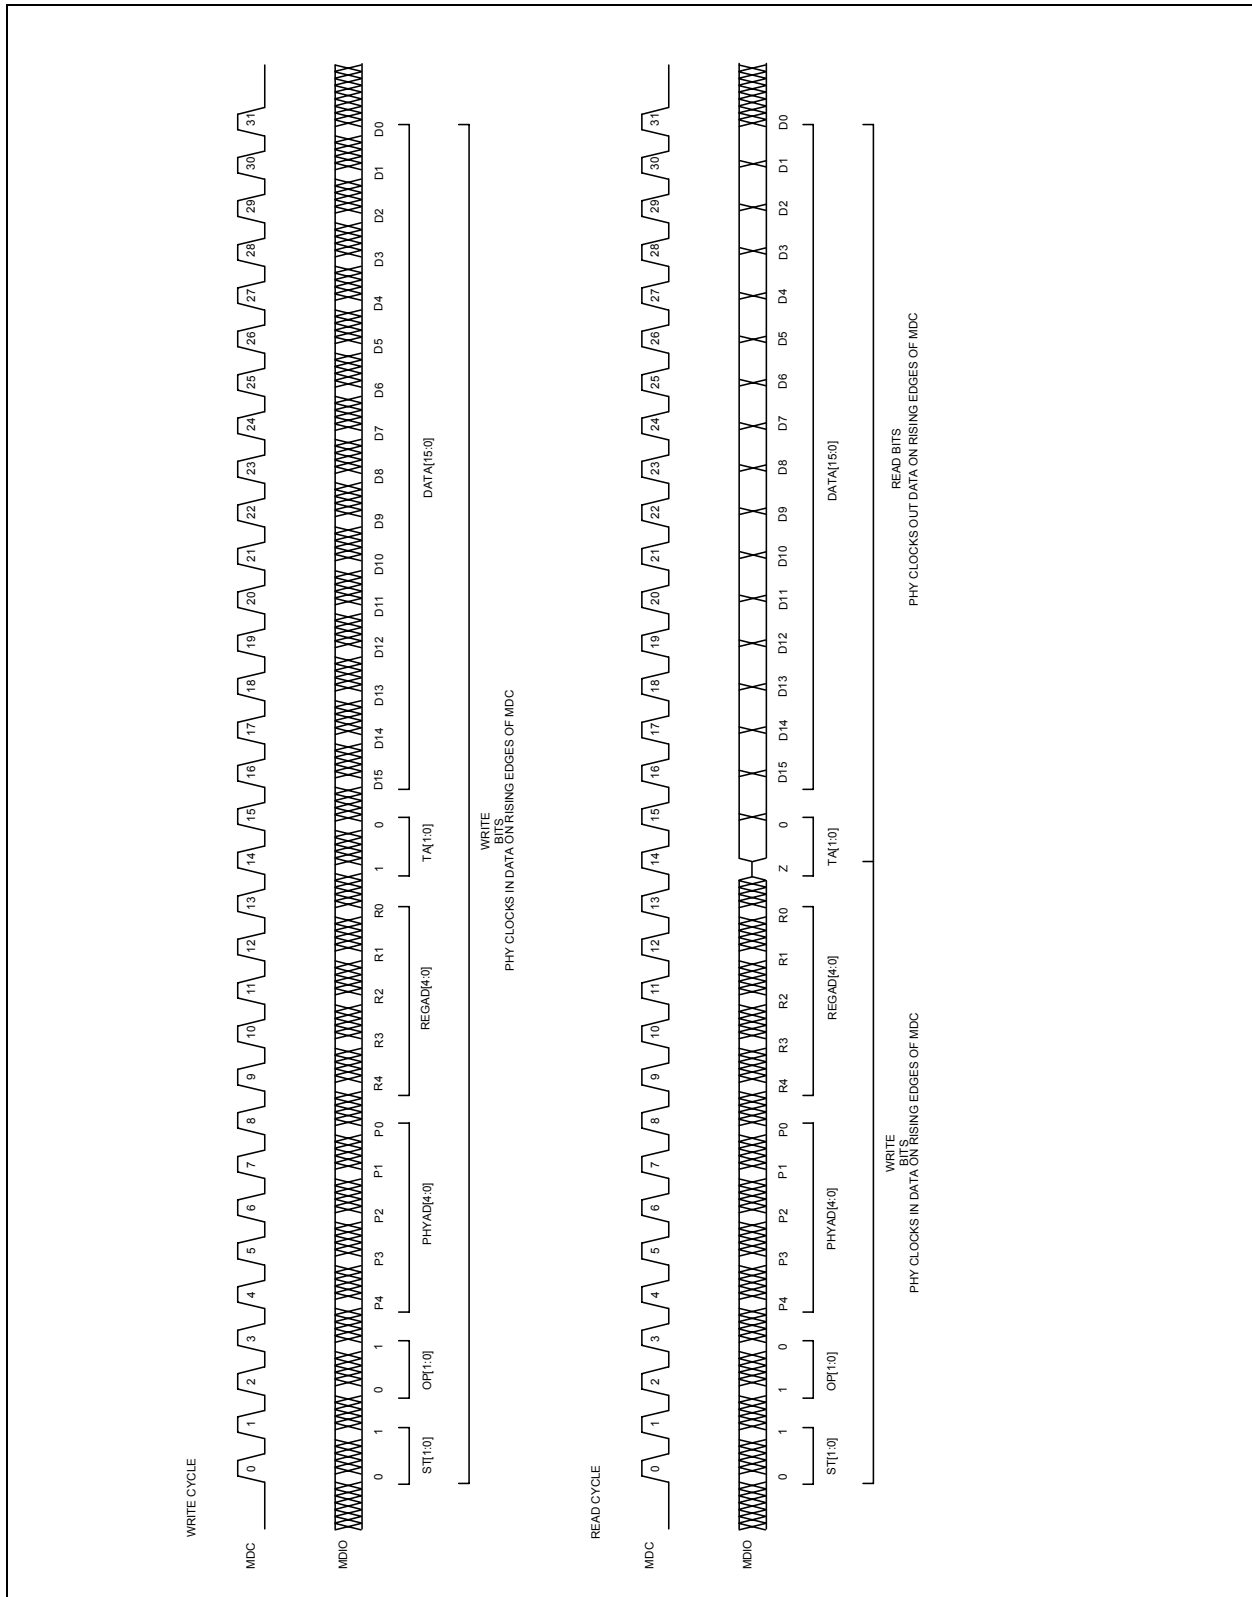 WRITE CYCLE
MDC 0 1 2 3 4 5 6 7 8 9 10 11 12 13 14 15 16 17 18 19 20 21 22 23 24 25 26 27 28 29 30 31
MDIO
0 1 0 1 P4 P3 P2 P1 P0 R4 R3 R2 R1 R0 1 0 D15 D14 D13 D12 D11 D10 D9 D8 D7 D6 D5 D4 D3 D2 D1 D0
ST[1:0] OP[1:0] PHYAD[4:0] REGAD[4:0] TA[1:0] DATA[15:0]
WRITE
BITS
PHY CLOCKS IN DATA ON RISING EDGES OF MDC
READ CYCLE
MDC 0 1 2 3 4 5 6 7 8 9 10 11 12 13 14 15 16 17 18 19 20 21 22 23 24 25 26 27 28 29 30 31
MDIO
0 1 1 0 P4 P3 P2 P1 P0 R4 R3 R2 R1 R0 Z 0 D15 D14 D13 D12 D11 D10 D9 D8 D7 D6 D5 D4 D3 D2 D1 D0
ST[1:0] OP[1:0] PHYAD[4:0] REGAD[4:0] TA[1:0] DATA[15:0]
WRITE
BITS
PHY CLOCKS IN DATA ON RISING EDGES OF MDC
READ BITS
PHY CLOCKS OUT DATA ON RISING EDGES OF MDC